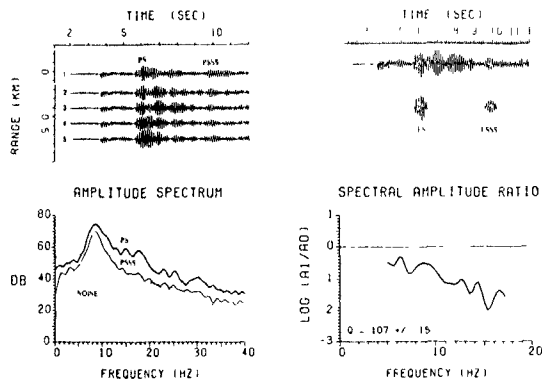 TIME (SEC)
2 5 10
PS
PSSS
RANGE (KM)
0
5
1
2
3
4
TIME (SEC)
PS
PSSS
AMPLITUDE SPECTRUM
80
60
40
20
0
DB
PS
PSSS
NOISE
0 10 20 30 40
FREQUENCY (HZ)
SPECTRAL AMPLITUDE RATIO
1
0
-1
-2
-3
LOG (A1/A0)
Q = 107 +/- 15
0 10 20
FREQUENCY (HZ)